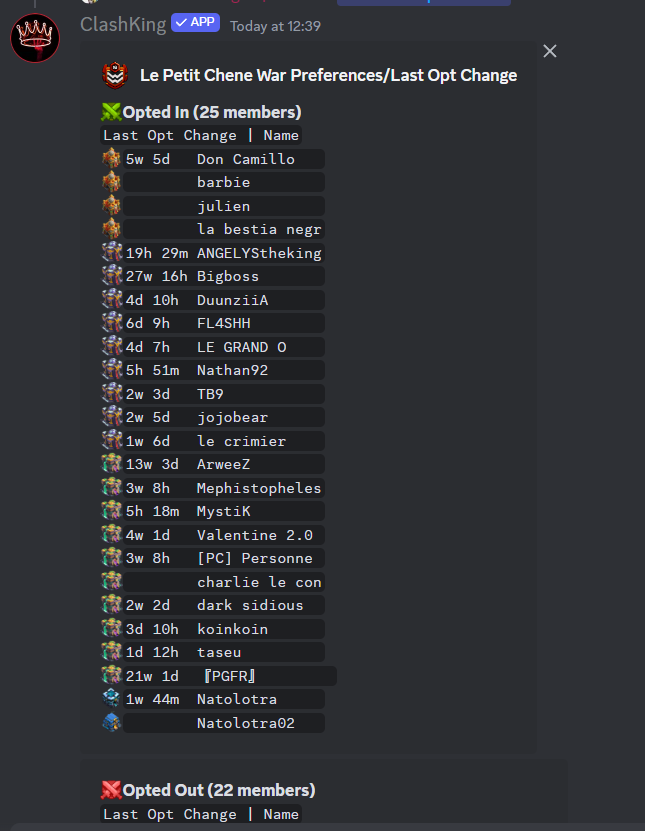 ClashKing ✓ APP Today at 12:39
Le Petit Chene War Preferences/Last Opt Change
Opted In (25 members)
Last Opt Change | Name
5w 5d Don Camillo
barbie
julien
la bestia negr
19h 29m ANGELYStheking
27w 16h Bigboss
4d 10h DuunziiA
6d 9h FL4SHH
4d 7h LE GRAND O
5h 51m Nathan92
2w 3d TB9
2w 5d jojobear
1w 6d le crimier
13w 3d ArweeZ
3w 8h Mephistopheles
5h 18m MystiK
4w 1d Valentine 2.0
3w 8h [PC] Personne
charlie le con
2w 2d dark sidious
3d 10h koinkoin
1d 12h taseu
21w 1d 『PGFR』
1w 44m Natolotra
Natolotra02
Opted Out (22 members)
Last Opt Change | Name